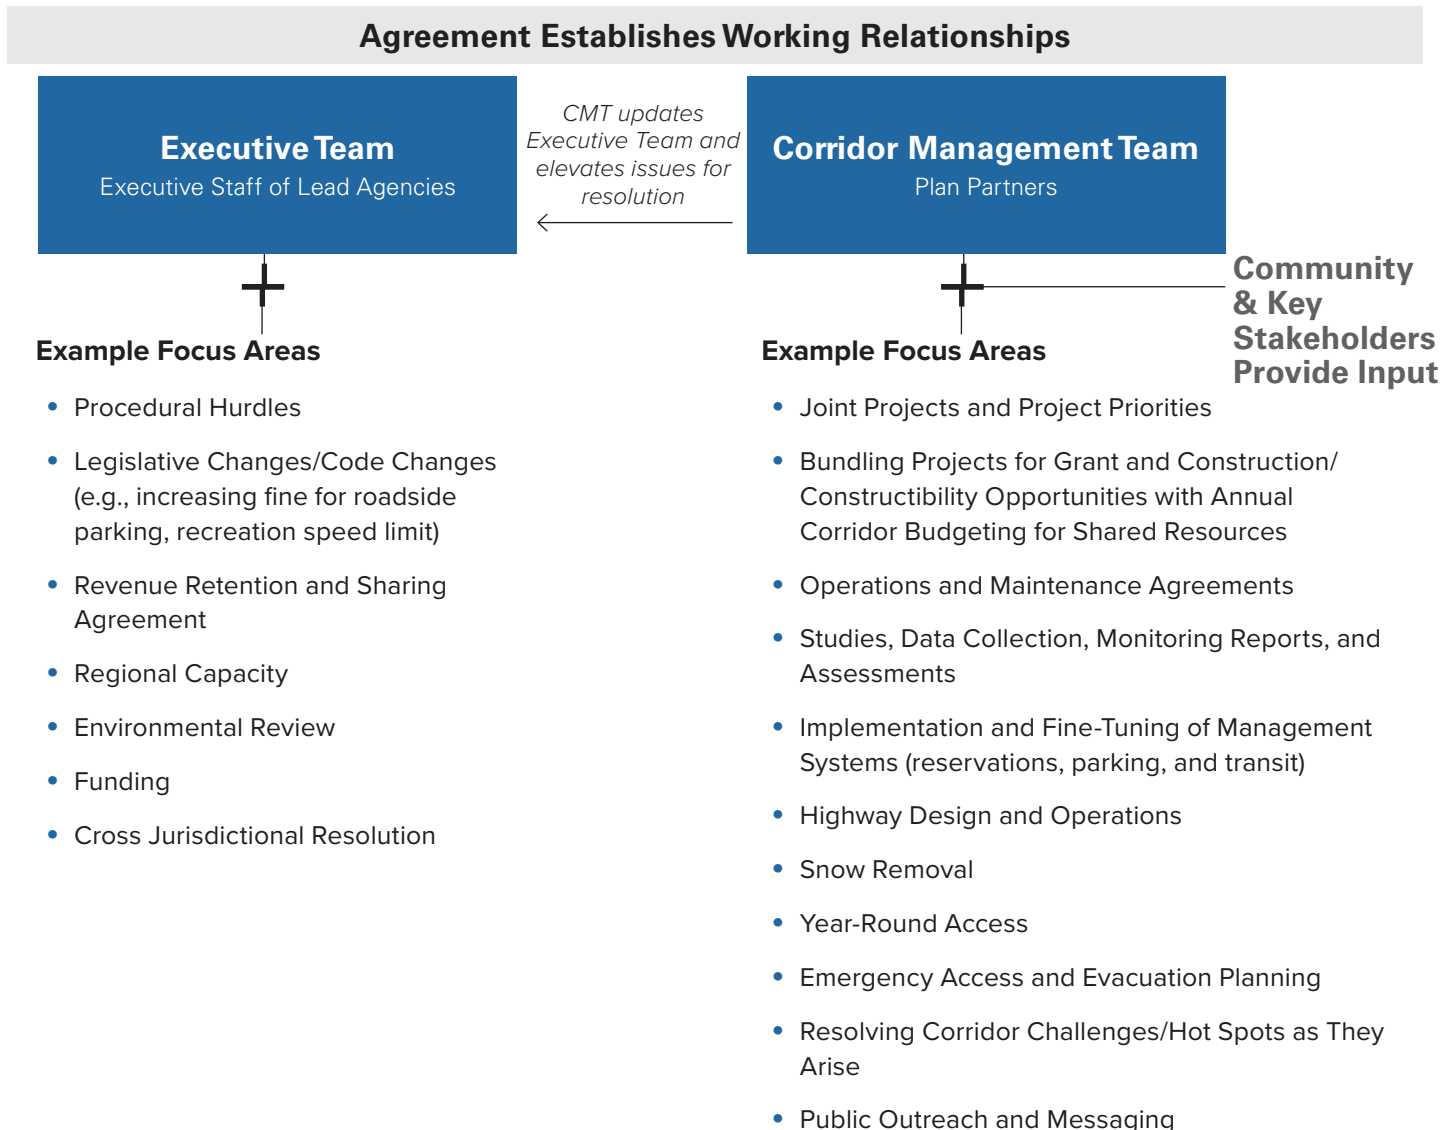 Agreement Establishes Working Relationships
Executive Team
Executive Staff of Lead Agencies
CMT updates
Executive Team and
elevates issues for
resolution
Corridor Management Team
Plan Partners
Community
& Key
Stakeholders
Provide Input
Example Focus Areas
• Procedural Hurdles
• Legislative Changes/Code Changes
(e.g., increasing fine for roadside
parking, recreation speed limit)
• Revenue Retention and Sharing
Agreement
• Regional Capacity
• Environmental Review
• Funding
• Cross Jurisdictional Resolution
Example Focus Areas
• Joint Projects and Project Priorities
• Bundling Projects for Grant and Construction/
Constructibility Opportunities with Annual
Corridor Budgeting for Shared Resources
• Operations and Maintenance Agreements
• Studies, Data Collection, Monitoring Reports, and
Assessments
• Implementation and Fine-Tuning of Management
Systems (reservations, parking, and transit)
• Highway Design and Operations
• Snow Removal
• Year-Round Access
• Emergency Access and Evacuation Planning
• Resolving Corridor Challenges/Hot Spots as They
Arise
• Public Outreach and Messaging